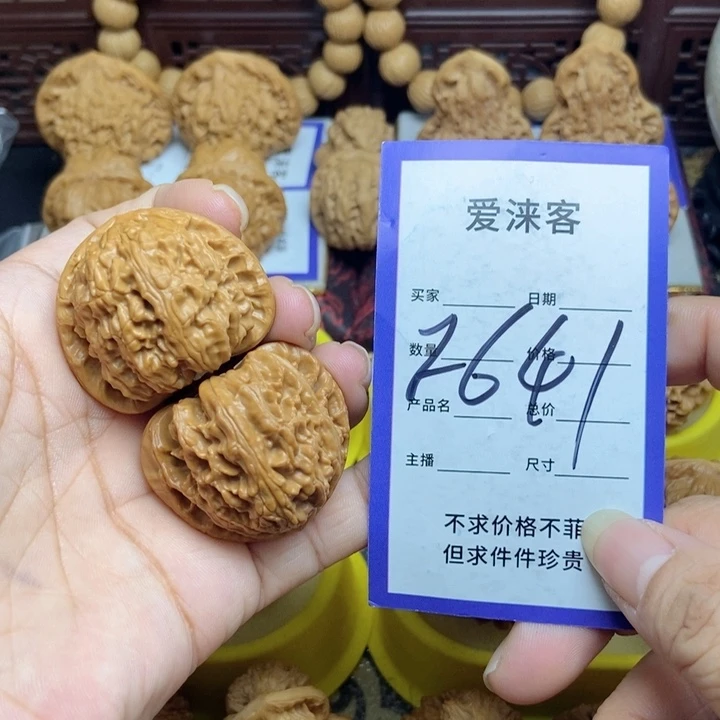 爱涞客
买家 日期
数量 价格
7641
产品名 总价
主播 尺寸
不求价格不菲
但求件件珍贵